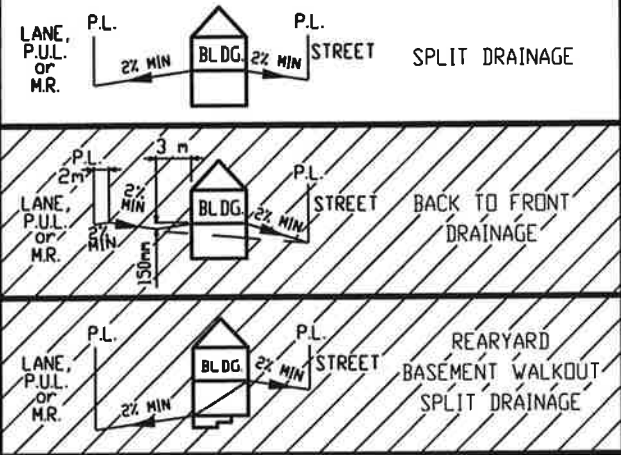 P.L.
P.L.
LANE,
P.U.L.
or
M.R.
2% MIN
BLDG.
2% MIN
STREET
SPLIT DRAINAGE
3 m
P.L.
2m
P.L.
LANE,
P.U.L.
or
M.R.
2%
MIN
2%
MIN.
150mm
BLDG.
2% MIN
STREET
BACK TO FRONT
DRAINAGE
P.L.
P.L.
LANE,
P.U.L.
or
M.R.
2% MIN
BLDG.
2% MIN
STREET
REARYARD
BASEMENT WALKOUT
SPLIT DRAINAGE